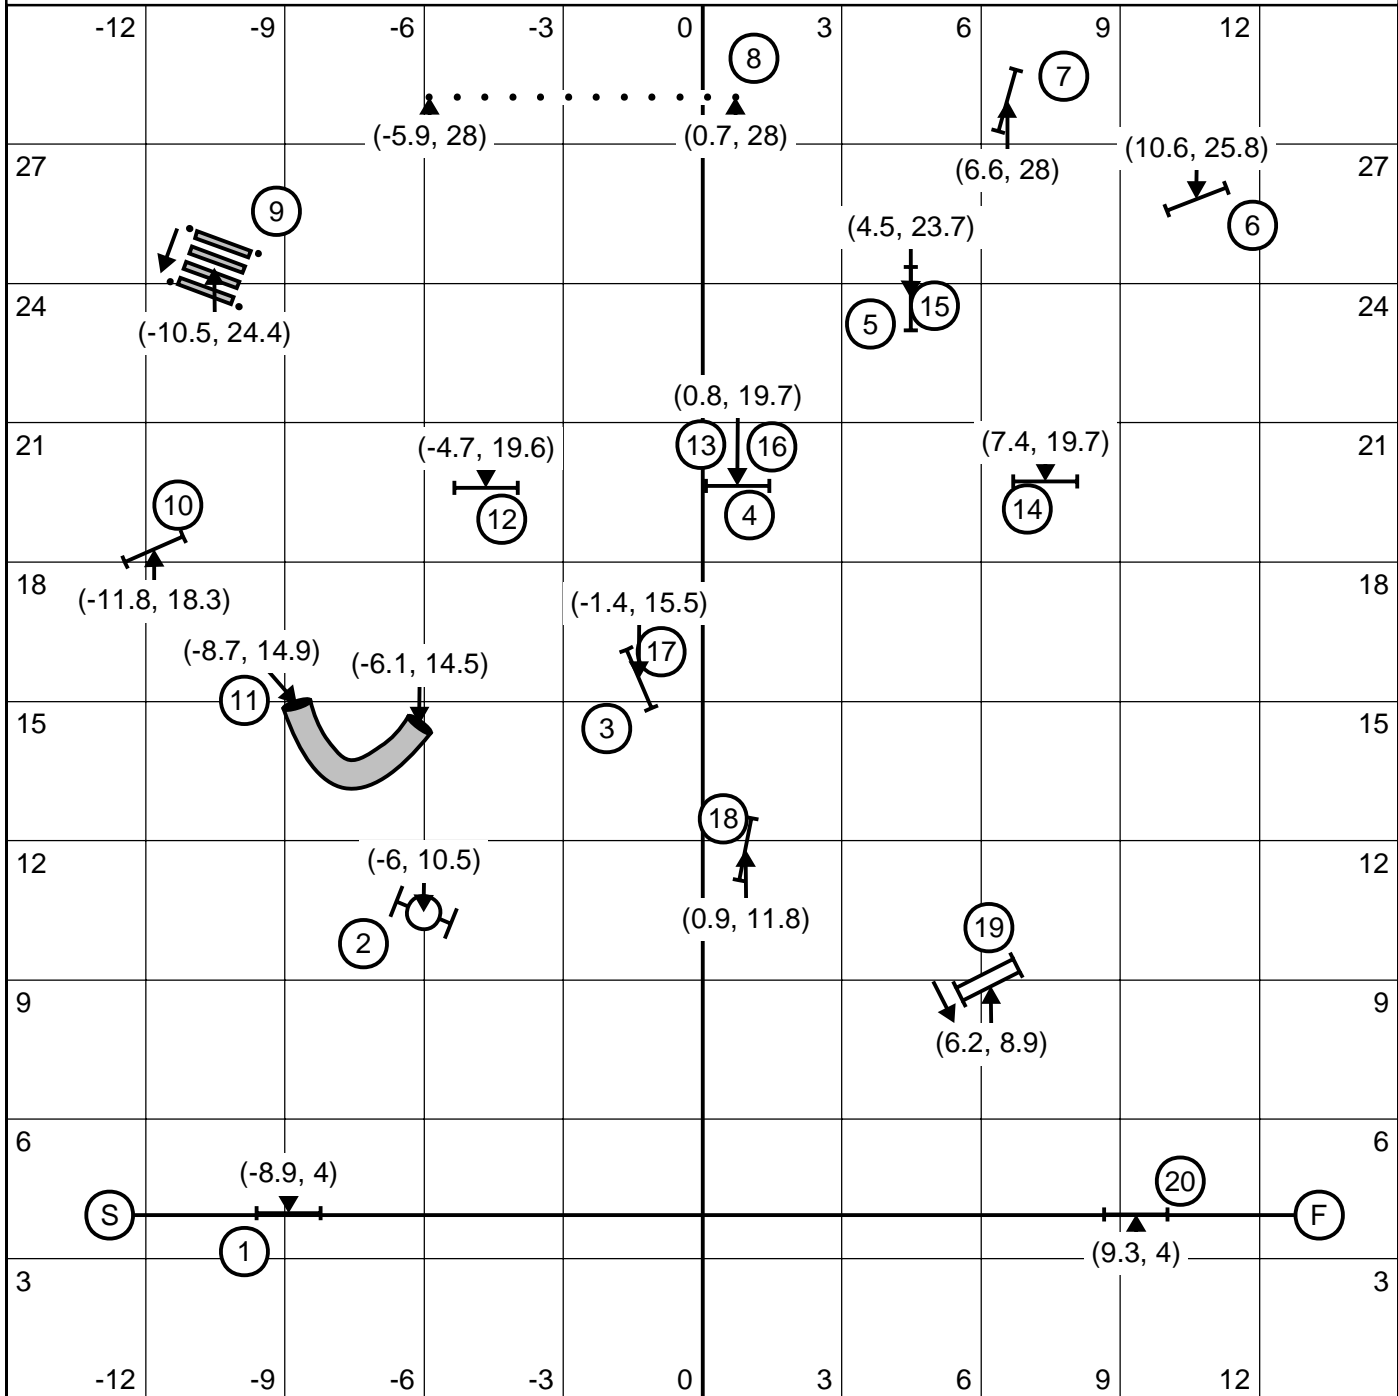 -12 -9 -6 -3 0 3 6 9 12
8
7
(-5.9, 28) (0.7, 28)
(10.6, 25.8)
27 (6.6, 28) 27
9
6
(4.5, 23.7)
24 15 24
5
(-10.5, 24.4)
(0.8, 19.7)
21 (-4.7, 19.6) 13 16 (7.4, 19.7) 21
10
12 4 14
18 18
(-11.8, 18.3) (-1.4, 15.5)
(-8.7, 14.9) (-6.1, 14.5) 17
11
15 3 15
18
12 (-6, 10.5) 12
(0.9, 11.8)
2 19
9 9
(6.2, 8.9)
6 6
(-8.9, 4) 20
S F
1 (9.3, 4)
3 3
-12 -9 -6 -3 0 3 6 9 12